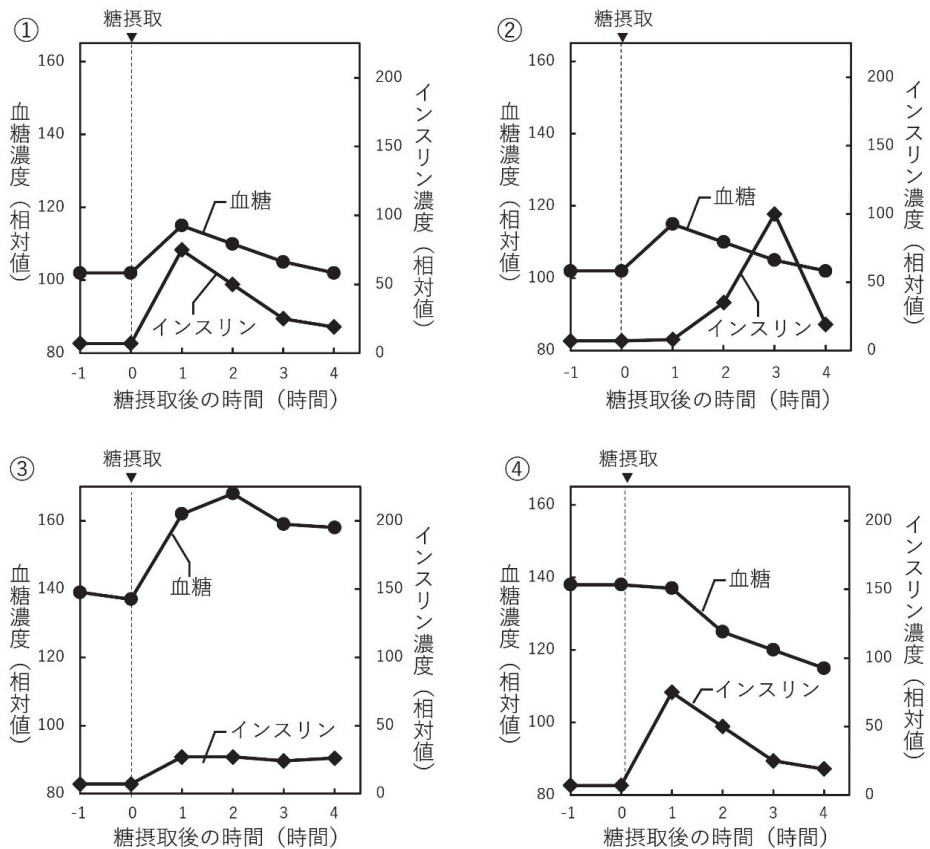 ①
糖摂取
▼
血糖濃度（相対値）
160
140
120
100
80
インスリン濃度（相対値）
200
150
100
50
0
血糖
インスリン
-1 0 1 2 3 4
糖摂取後の時間（時間）
②
糖摂取
▼
血糖濃度（相対値）
160
140
120
100
80
インスリン濃度（相対値）
200
150
100
50
0
血糖
インスリン
-1 0 1 2 3 4
糖摂取後の時間（時間）
③
糖摂取
▼
血糖濃度（相対値）
160
140
120
100
80
インスリン濃度（相対値）
200
150
100
50
0
血糖
インスリン
-1 0 1 2 3 4
糖摂取後の時間（時間）
④
糖摂取
▼
血糖濃度（相対値）
160
140
120
100
80
インスリン濃度（相対値）
200
150
100
50
0
血糖
インスリン
-1 0 1 2 3 4
糖摂取後の時間（時間）